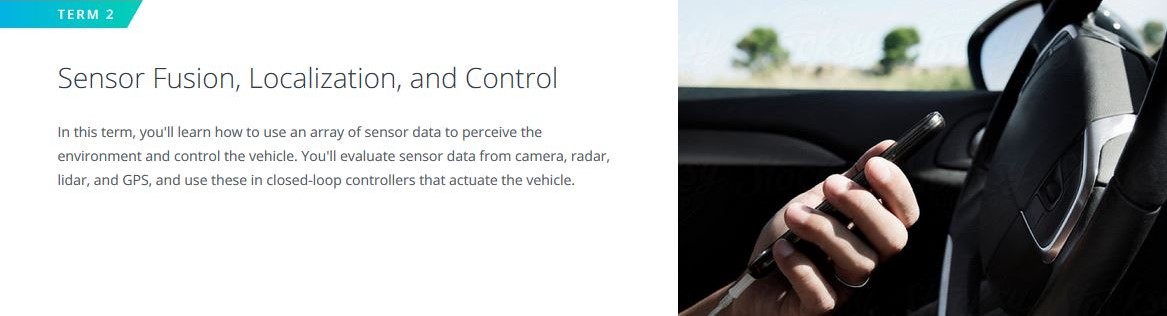 TERM 2
Sensor Fusion, Localization, and Control
In this term, you'll learn how to use an array of sensor data to perceive the
environment and control the vehicle. You'll evaluate sensor data from camera, radar,
lidar, and GPS, and use these in closed-loop controllers that actuate the vehicle.